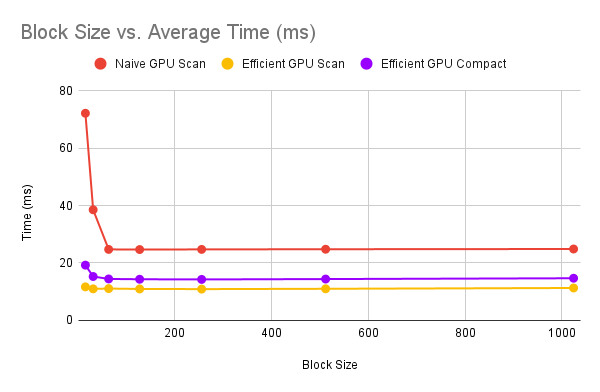 Block Size vs. Average Time (ms)
Naive GPU Scan Efficient GPU Scan Efficient GPU Compact
80
60
40
20
0
Time (ms)
200 400 600 800 1000
Block Size